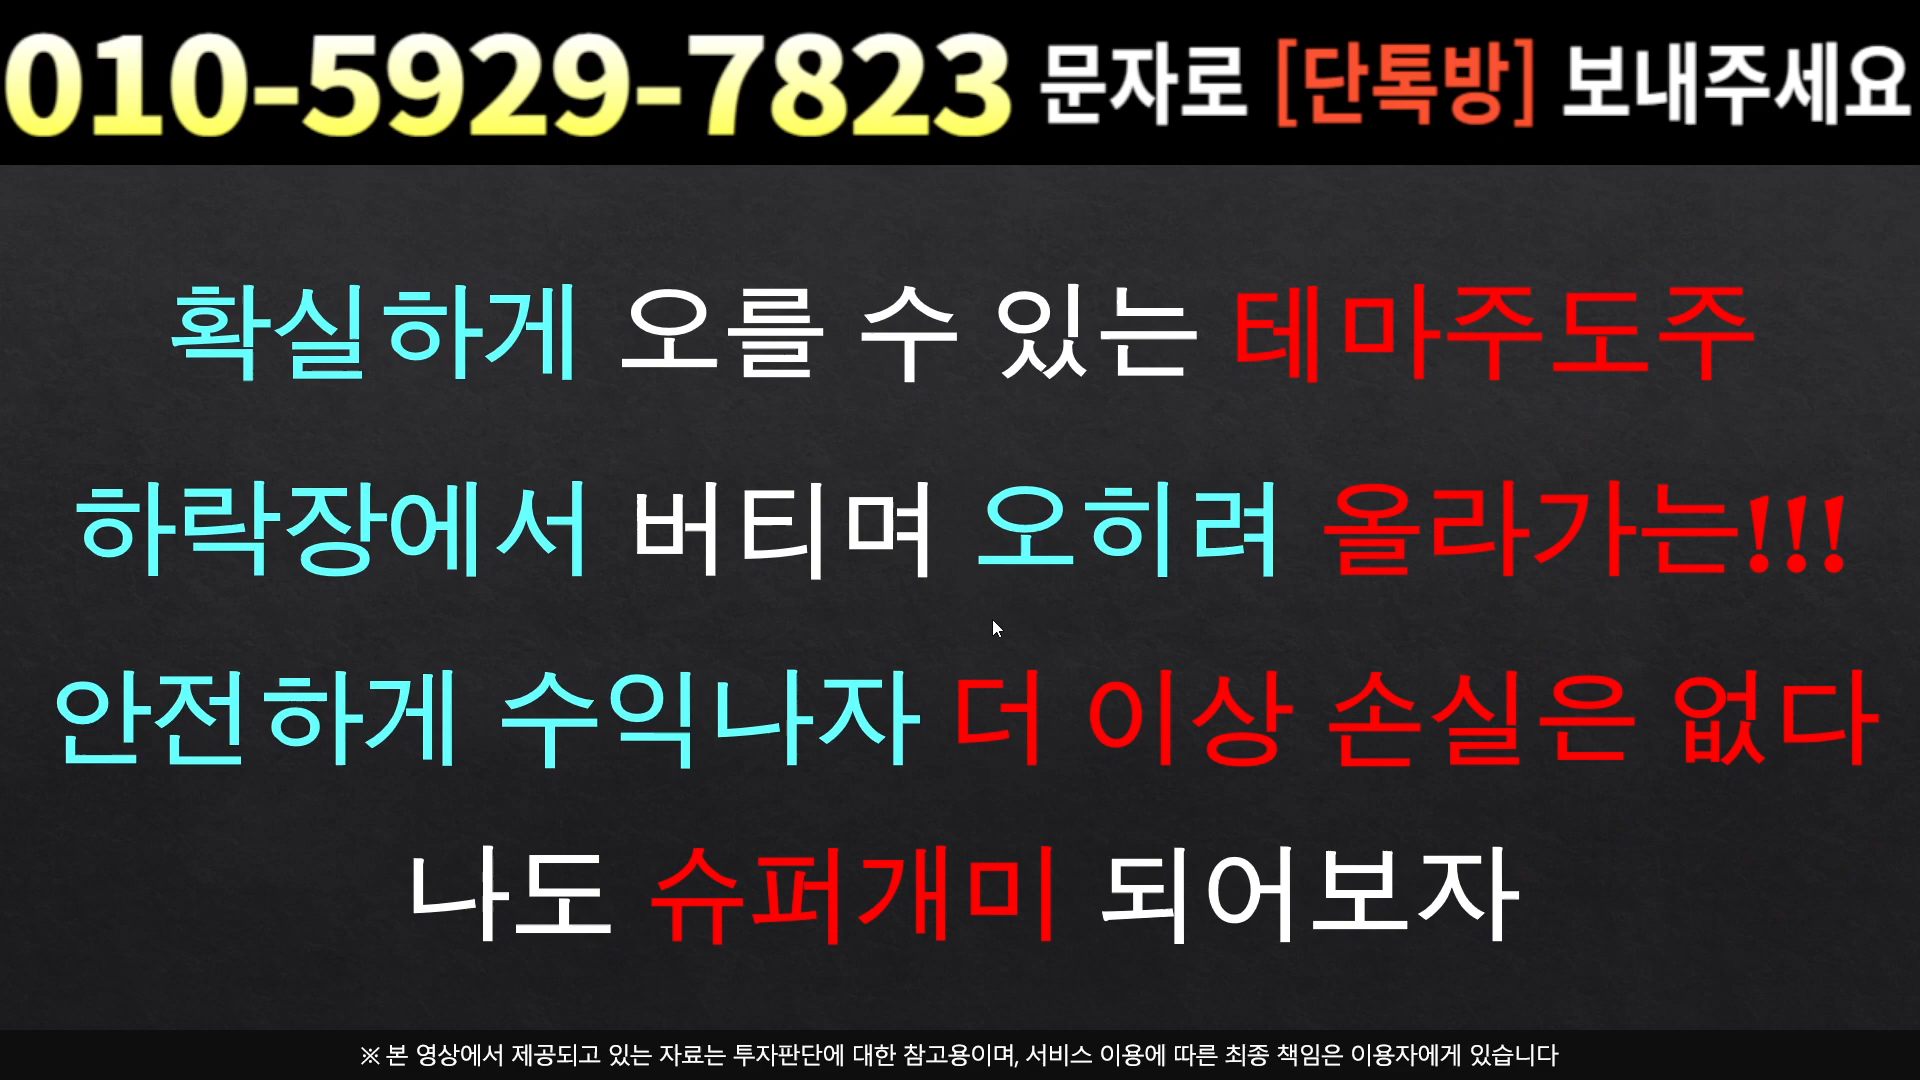 010-5929-7823 문자로 [단톡방] 보내주세요
확실하게 오를 수 있는 테마주도주
하락장에서 버티며 오히려 올라가는!!!
안전하게 수익나자 더 이상 손실은 없다
나도 슈퍼개미 되어보자
※ 본 영상에서 제공되고 있는 자료는 투자판단에 대한 참고용이며, 서비스 이용에 따른 최종 책임은 이용자에게 있습니다